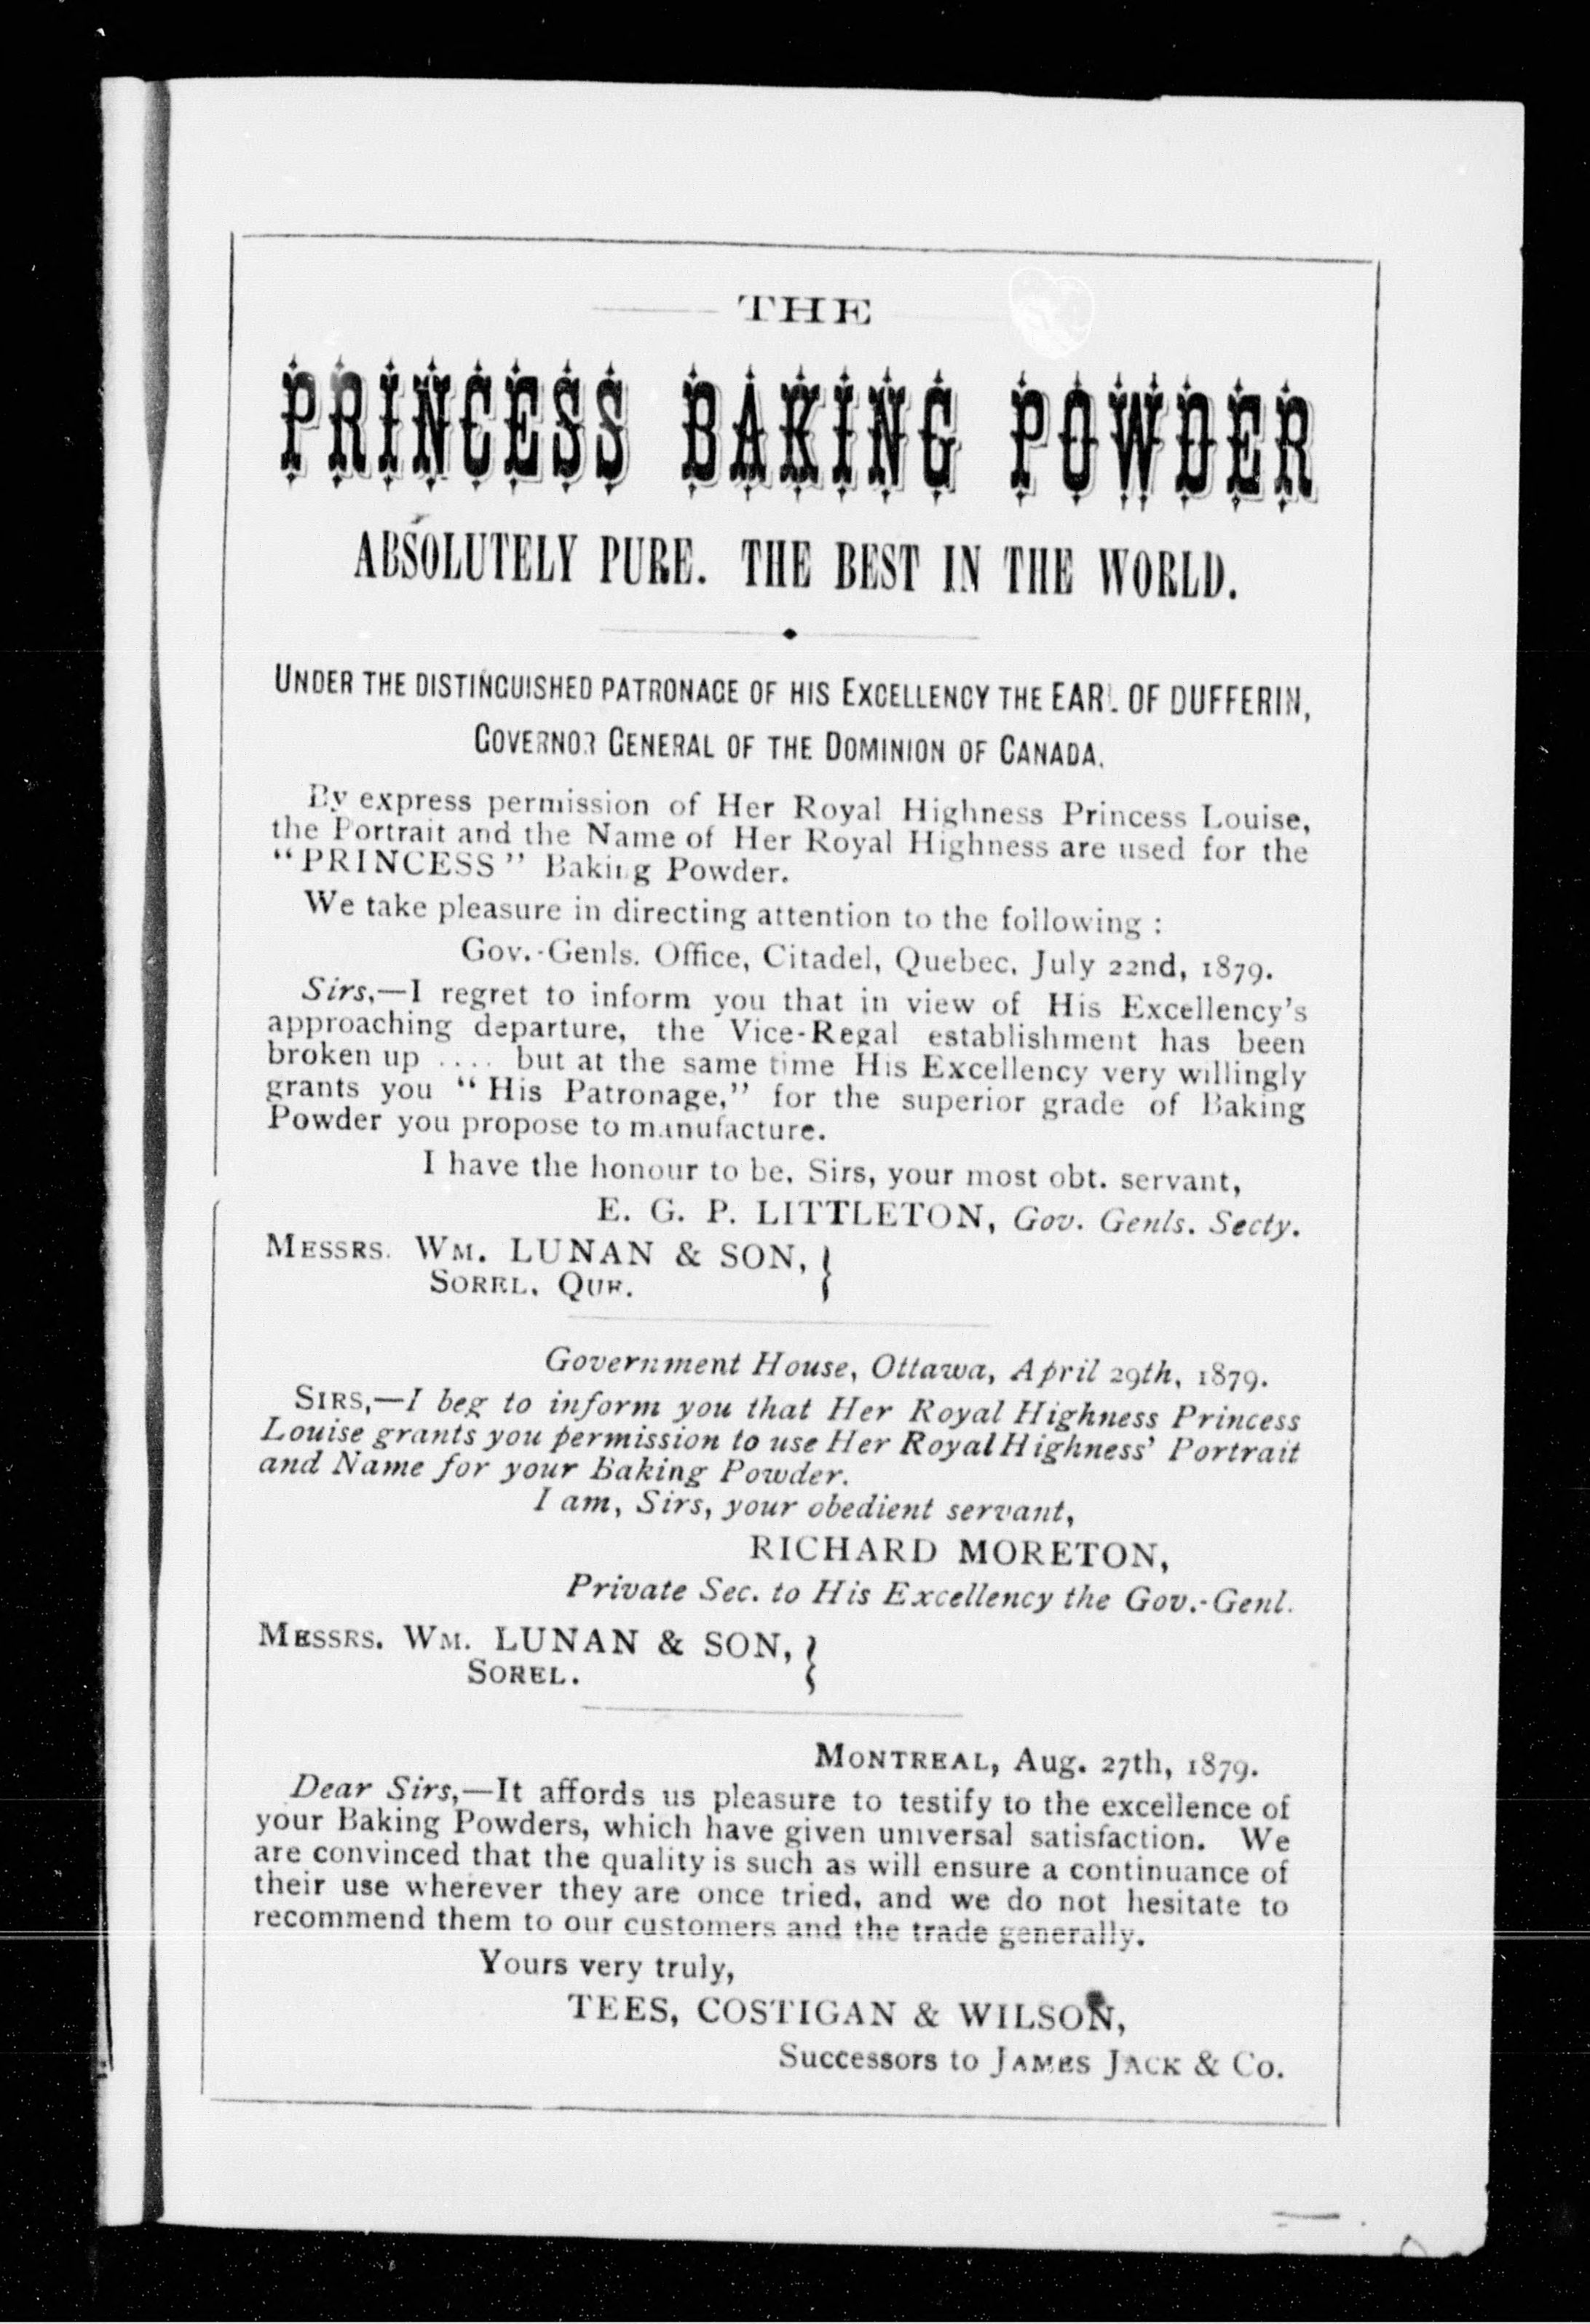 THE
PRINCESS BAKING POWDER
ABSOLUTELY PURE. THE BEST IN THE WORLD.
UNDER THE DISTINGUISHED PATRONAGE OF HIS EXCELLENCY THE EARL OF DUFFERIN,
GOVERNOR GENERAL OF THE DOMINION OF CANADA.
By express permission of Her Royal Highness Princess Louise,
the Portrait and the Name of Her Royal Highness are used for the
"PRINCESS" Baking Powder.
We take pleasure in directing attention to the following :
Gov.-Genls. Office, Citadel, Quebec, July 22nd, 1879.
Sirs,—I regret to inform you that in view of His Excellency's
approaching departure, the Vice-Regal establishment has been
broken up .... but at the same time His Excellency very willingly
grants you "His Patronage," for the superior grade of Baking
Powder you propose to manufacture.
I have the honour to be, Sirs, your most obt. servant,
E. G. P. LITTLETON, Gov. Genls. Secty.
MESSRS. WM. LUNAN & SON, }
SOREL, QUE.
Government House, Ottawa, April 29th, 1879.
SIRS,—I beg to inform you that Her Royal Highness Princess
Louise grants you permission to use Her Royal Highness' Portrait
and Name for your Baking Powder.
I am, Sirs, your obedient servant,
RICHARD MORETON,
Private Sec. to His Excellency the Gov.-Genl.
MESSRS. WM. LUNAN & SON, }
SOREL.
MONTREAL, Aug. 27th, 1879.
Dear Sirs,—It affords us pleasure to testify to the excellence of
your Baking Powders, which have given universal satisfaction. We
are convinced that the quality is such as will ensure a continuance of
their use wherever they are once tried, and we do not hesitate to
recommend them to our customers and the trade generally.
Yours very truly,
TEES, COSTIGAN & WILSON,
Successors to JAMES JACK & CO.